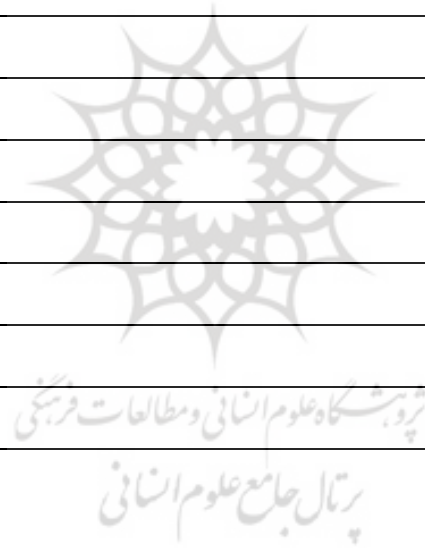 پژوهشگاه علوم انسانی و مطالعات فرهنگی
پرتال جامع علوم انسانی